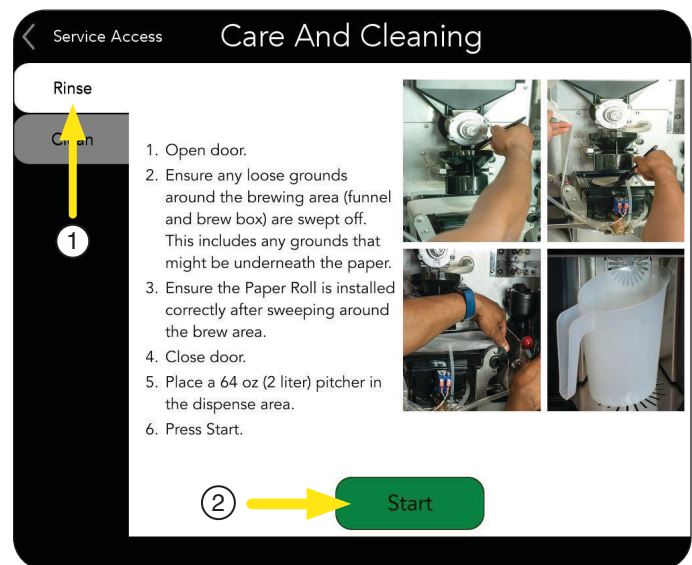 Service Access
Care And Cleaning
Rinse
Clean
1
1. Open door.
2. Ensure any loose grounds
around the brewing area (funnel
and brew box) are swept off.
This includes any grounds that
might be underneath the paper.
3. Ensure the Paper Roll is installed
correctly after sweeping around
the brew area.
4. Close door.
5. Place a 64 oz (2 liter) pitcher in
the dispense area.
6. Press Start.
2
Start